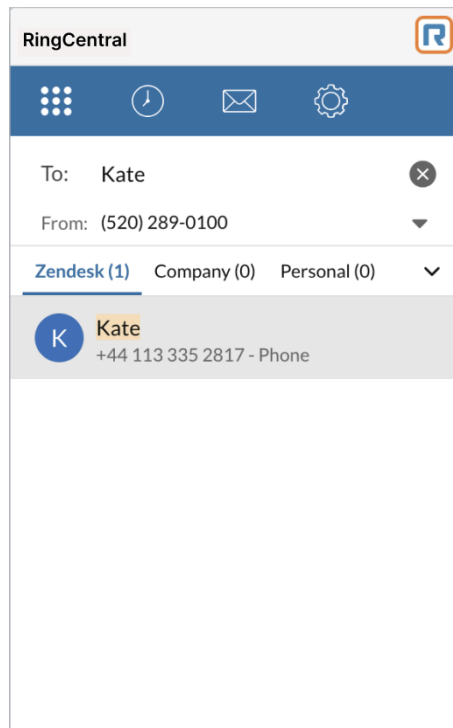 RingCentral
To: Kate
From: (520) 289-0100
Zendesk (1) Company (0) Personal (0)
K
Kate
+44 113 335 2817 - Phone